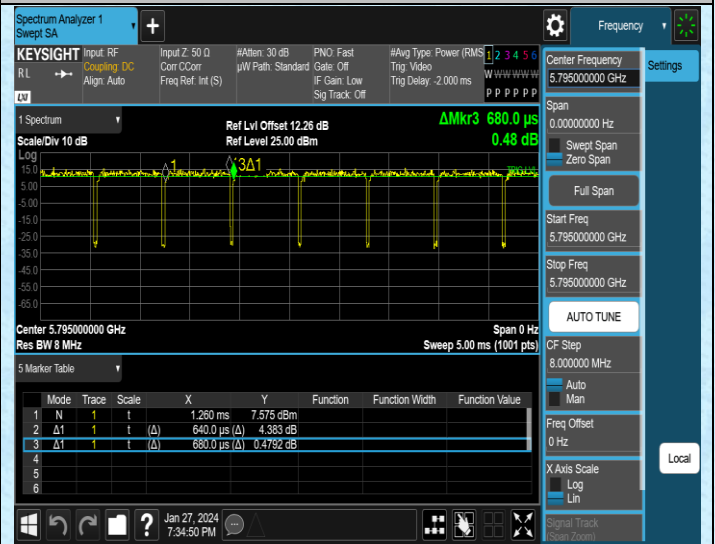 Spectrum Analyzer 1
Swept SA
+
Frequency
KEYSIGHT
RL
LXI
Input: RF
Coupling: DC
Align: Auto
Input Z: 50 Ω
Corr CCorr
Freq Ref: Int (S)
#Atten: 30 dB
µW Path: Standard
PNO: Fast
Gate: Off
IF Gain: Low
Sig Track: Off
#Avg Type: Power (RMS
Trig: Video
Trig Delay: -2.000 ms
1 2 3 4 5 6
W W W W W W
P P P P P P
1 Spectrum
Scale/Div 10 dB
Ref Lvl Offset 12.26 dB
Ref Level 25.00 dBm
ΔMkr3 680.0 µs
0.48 dB
Log
15.0
5.00
-5.00
-15.0
-25.0
-35.0
-45.0
-55.0
-65.0
1
3Δ1
Center 5.795000000 GHz
Span 0 Hz
Res BW 8 MHz
Sweep 5.00 ms (1001 pts)
5 Marker Table
Mode Trace Scale X Y Function Function Width Function Value
1 N 1 t 1.260 ms 7.575 dBm
2 Δ1 1 t (Δ) 640.0 µs (Δ) 4.383 dB
3 Δ1 1 t (Δ) 680.0 µs (Δ) 0.4792 dB
4
5
6
?
Jan 27, 2024
7:34:50 PM
Center Frequency
5.795000000 GHz
Span
0.00000000 Hz
Swept Span
Zero Span
Full Span
Start Freq
5.795000000 GHz
Stop Freq
5.795000000 GHz
AUTO TUNE
CF Step
8.000000 MHz
Auto
Man
Freq Offset
0 Hz
X Axis Scale
Log
Lin
Signal Track
(Span Zoom)
Settings
Local